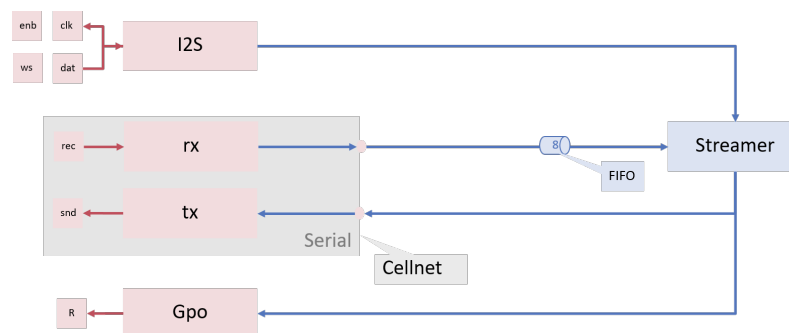 enb
clk
I2S
ws
dat
rec
rx
8
Streamer
FIFO
snd
tx
Serial
Cellnet
R
Gpo